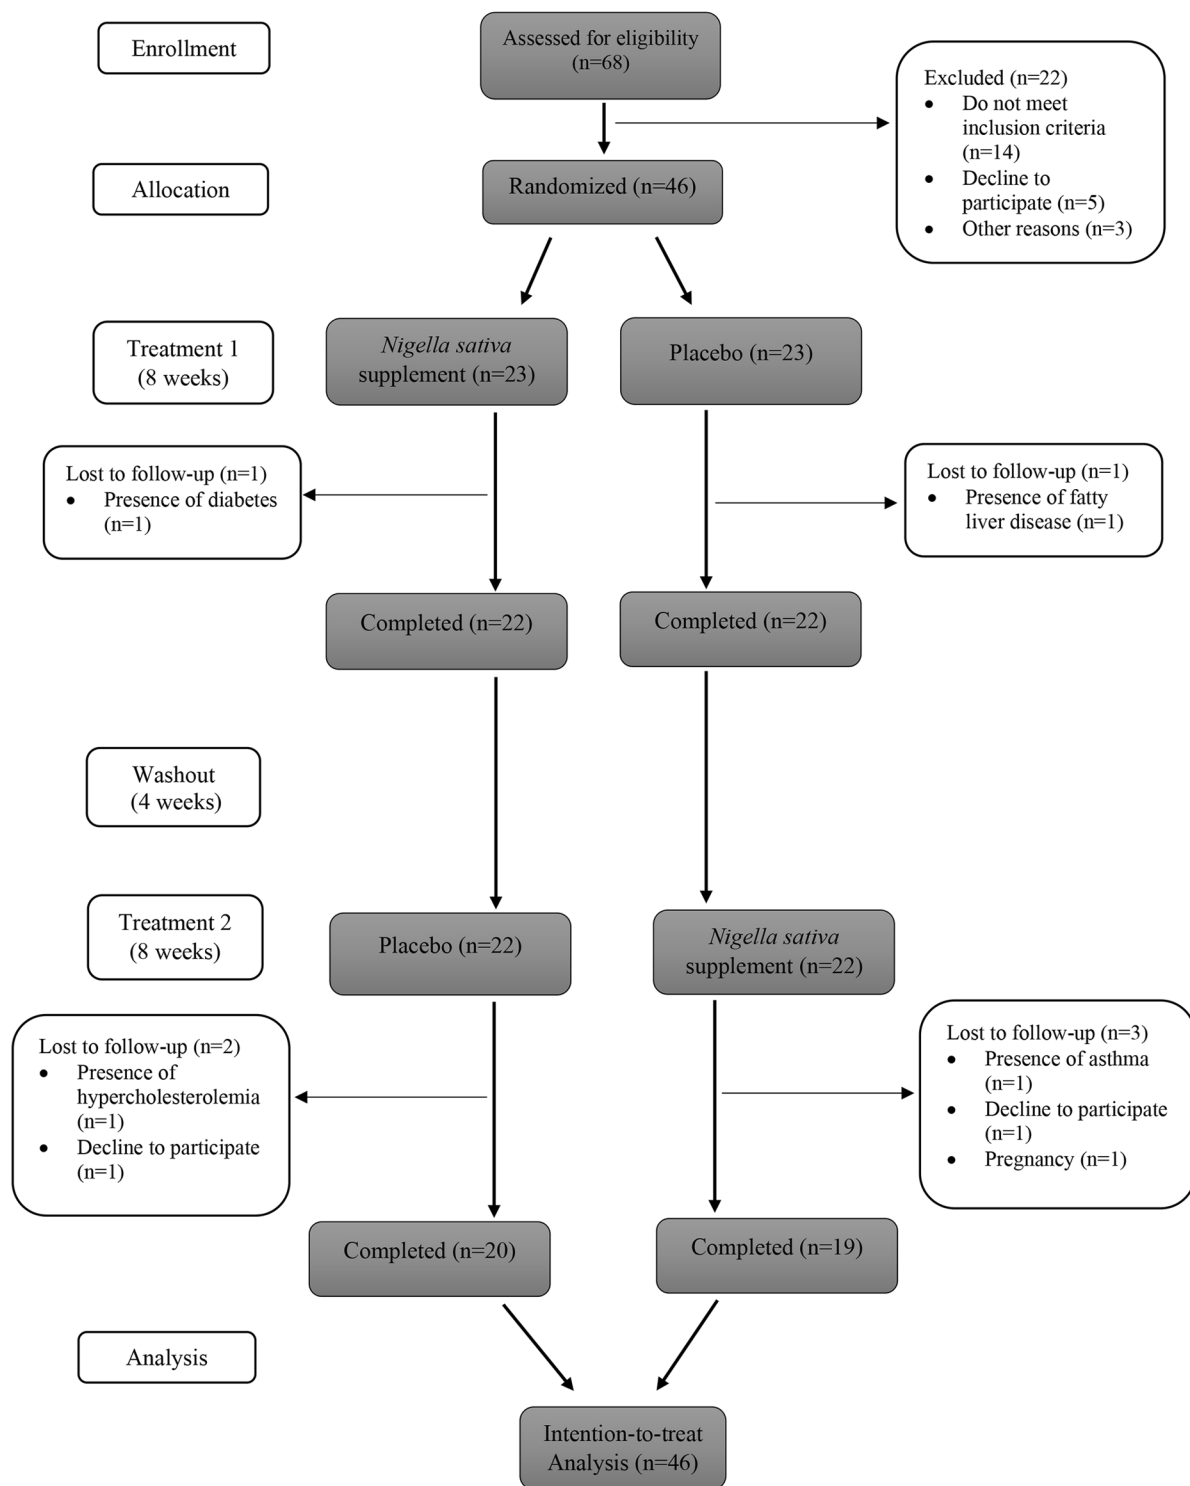 Enrollment
Assessed for eligibility
(n=68)
Excluded (n=22)
• Do not meet
inclusion criteria
(n=14)
• Decline to
participate (n=5)
• Other reasons (n=3)
Allocation
Randomized (n=46)
Treatment 1
(8 weeks)
Nigella sativa
supplement (n=23)
Placebo (n=23)
Lost to follow-up (n=1)
• Presence of diabetes
(n=1)
Lost to follow-up (n=1)
• Presence of fatty
liver disease (n=1)
Completed (n=22)
Completed (n=22)
Washout
(4 weeks)
Treatment 2
(8 weeks)
Placebo (n=22)
Nigella sativa
supplement (n=22)
Lost to follow-up (n=2)
• Presence of
hypercholesterolemia
(n=1)
• Decline to participate
(n=1)
Lost to follow-up (n=3)
• Presence of asthma
(n=1)
• Decline to participate
(n=1)
• Pregnancy (n=1)
Completed (n=20)
Completed (n=19)
Analysis
Intention-to-treat
Analysis (n=46)